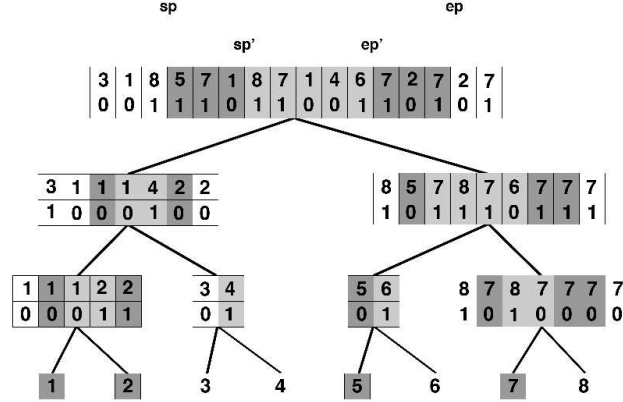 sp ep
sp' ep'
3 1 8 5 7 1 8 7 1 4 6 7 2 7 2 7
0 0 1 1 1 0 1 1 0 0 1 1 0 1 0 1
3 1 1 1 4 2 2 8 5 7 8 7 6 7 7 7
1 0 0 0 1 0 0 1 0 1 1 1 0 1 1 1
1 1 1 2 2 3 4 5 6 8 7 8 7 7 7 7
0 0 0 1 1 0 1 0 1 1 0 1 0 0 0 0
1 2 3 4 5 6 7 8